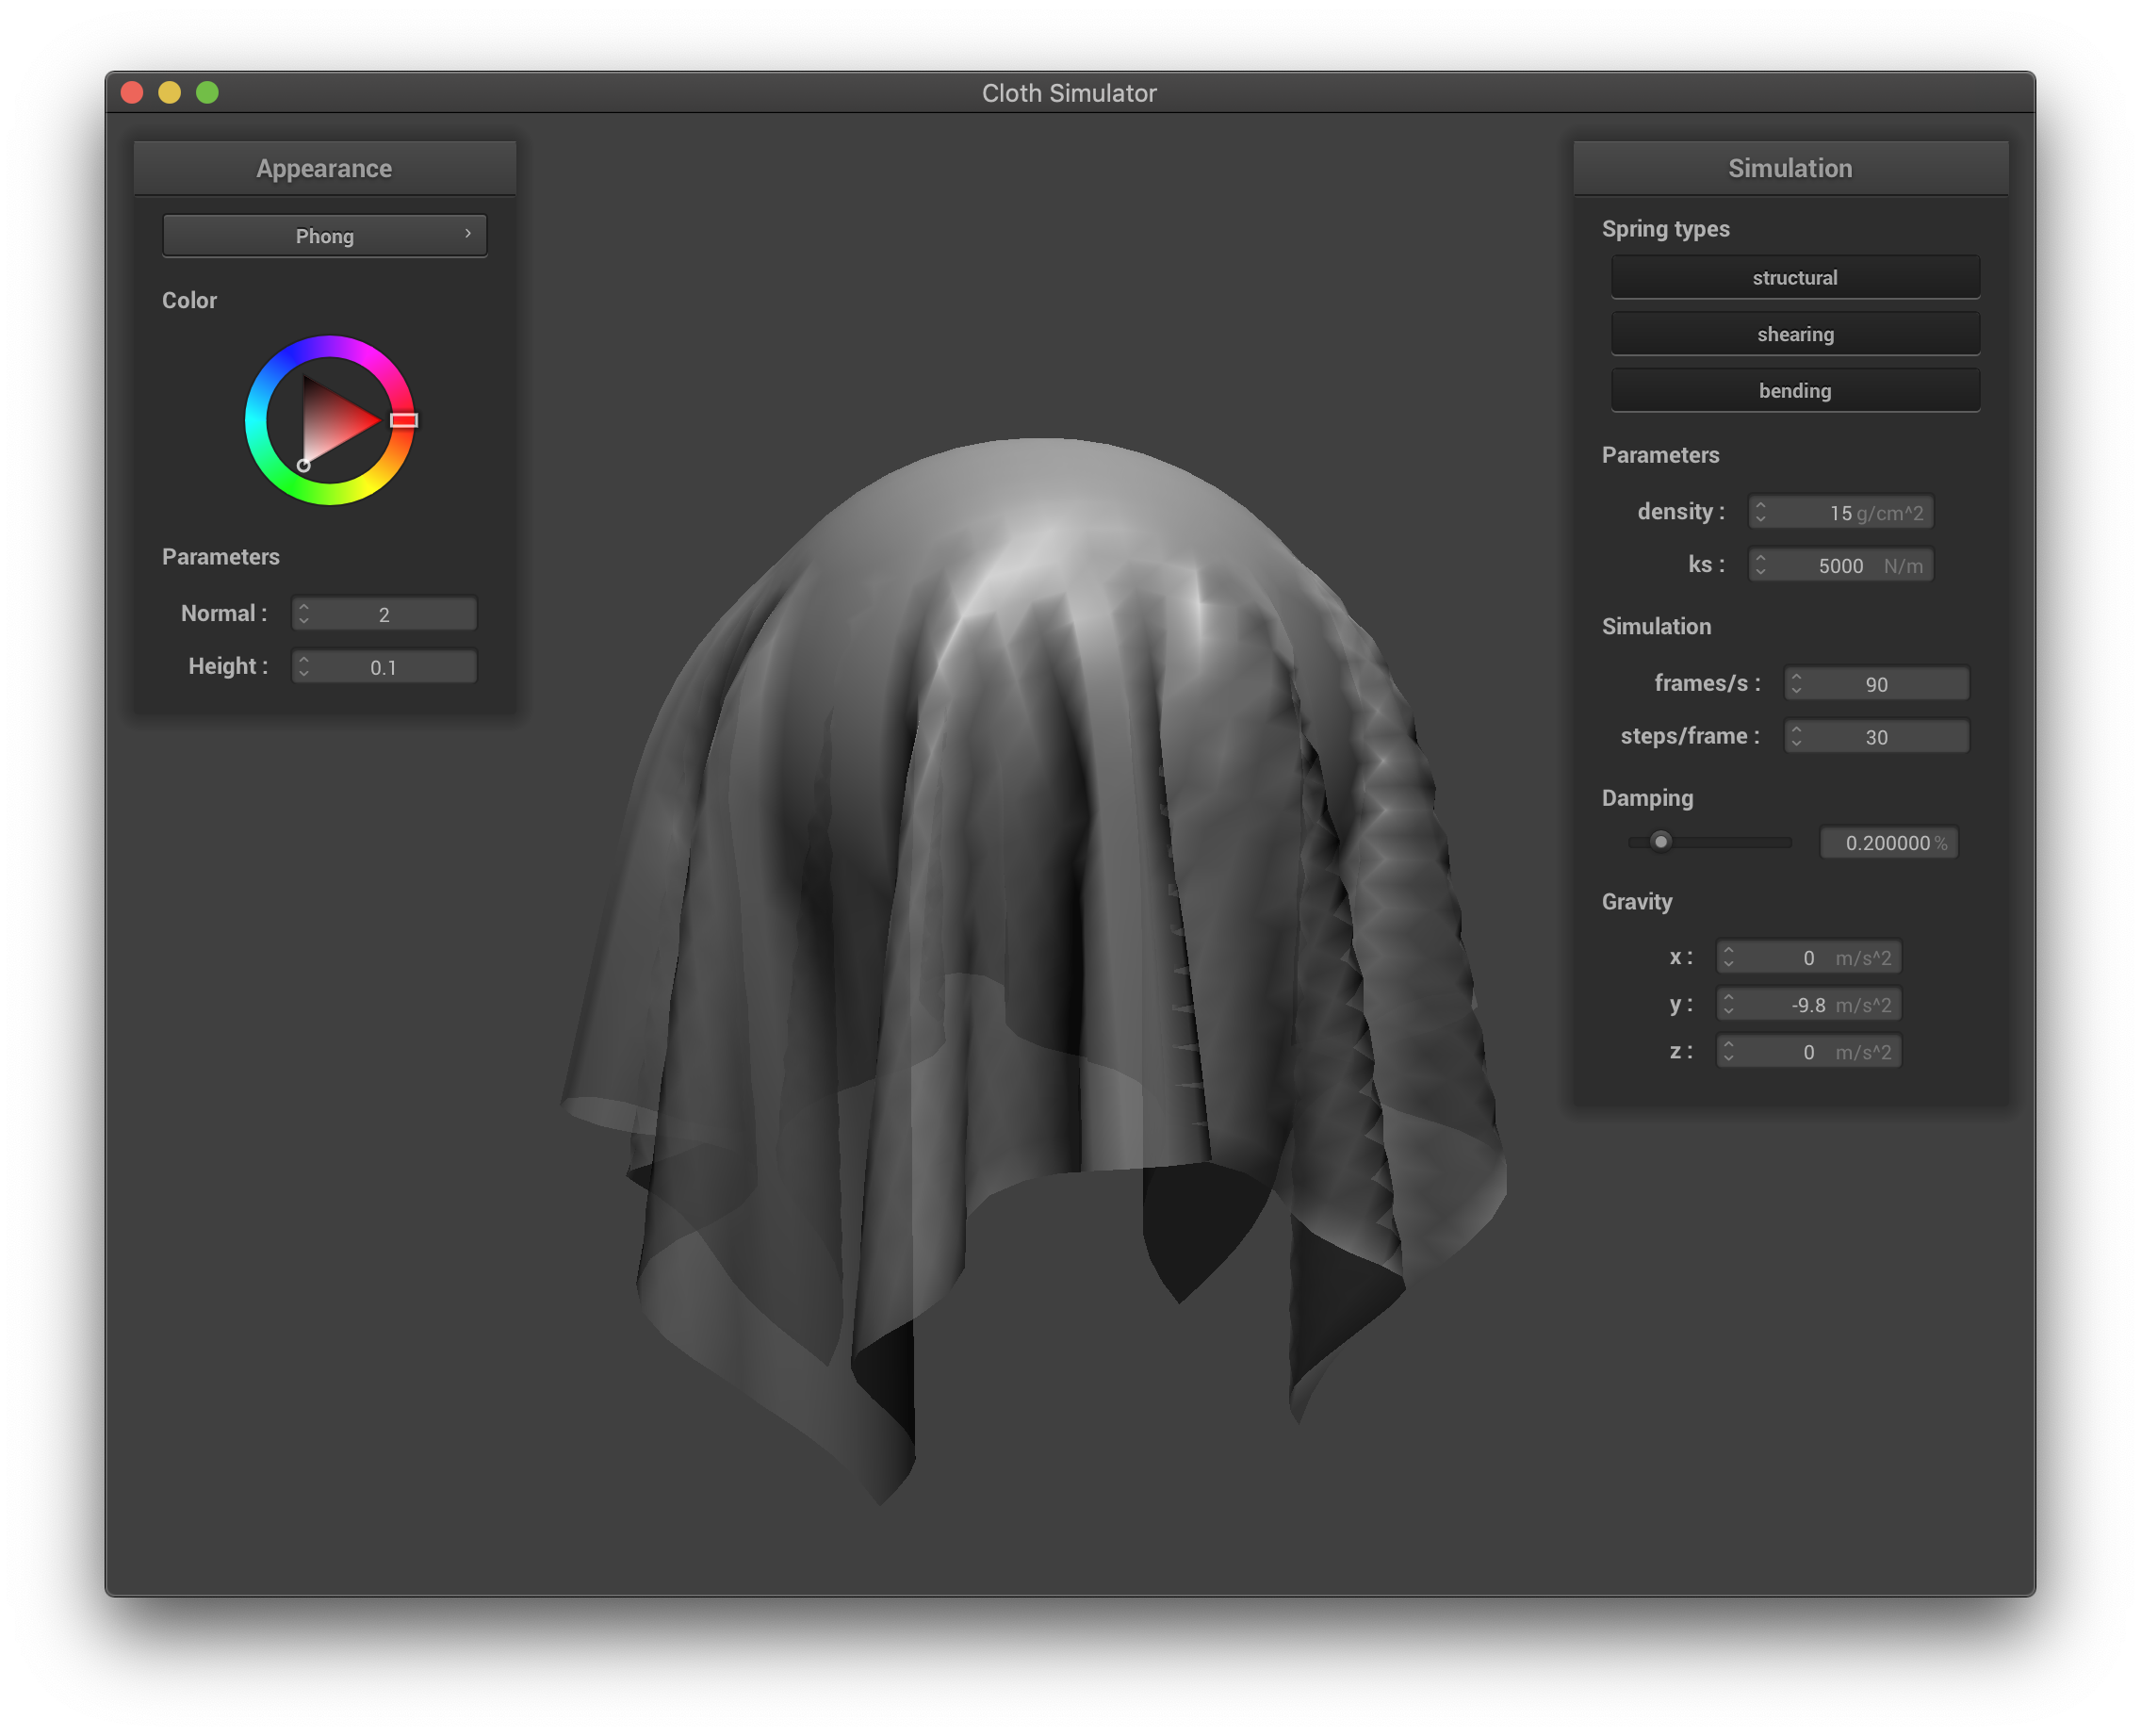 Cloth Simulator
Appearance
Phong
Color
Parameters
Normal : 2
Height : 0.1
Simulation
Spring types
structural
shearing
bending
Parameters
density : 15 g/cm^2
ks : 5000 N/m
Simulation
frames/s : 90
steps/frame : 30
Damping
0.200000 %
Gravity
x : 0 m/s^2
y : -9.8 m/s^2
z : 0 m/s^2